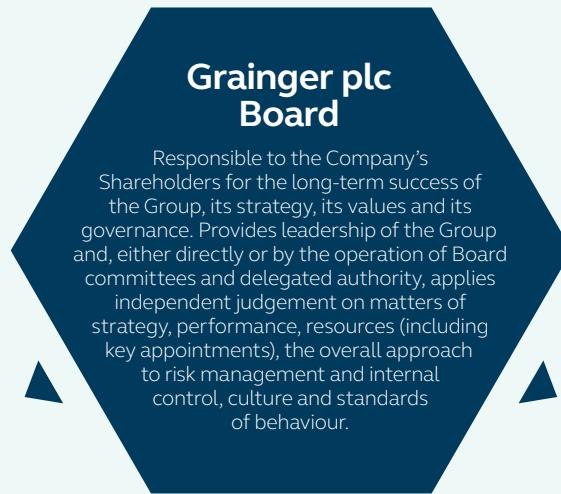 Grainger plc
Board
Responsible to the Company's
Shareholders for the long-term success of
the Group, its strategy, its values and its
governance. Provides leadership of the Group
and, either directly or by the operation of Board
committees and delegated authority, applies
independent judgement on matters of
strategy, performance, resources (including
key appointments), the overall approach
to risk management and internal
control, culture and standards
of behaviour.